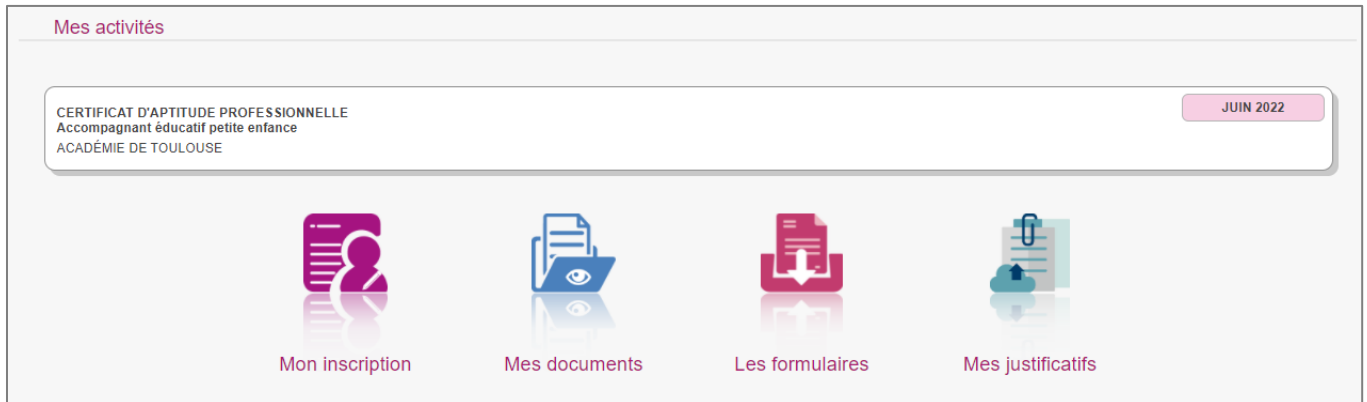 Mes activités
CERTIFICAT D'APTITUDE PROFESSIONNELLE
JUIN 2022
Accompagnant éducatif petite enfance
ACADÉMIE DE TOULOUSE
Mon inscription
Mes documents
Les formulaires
Mes justificatifs